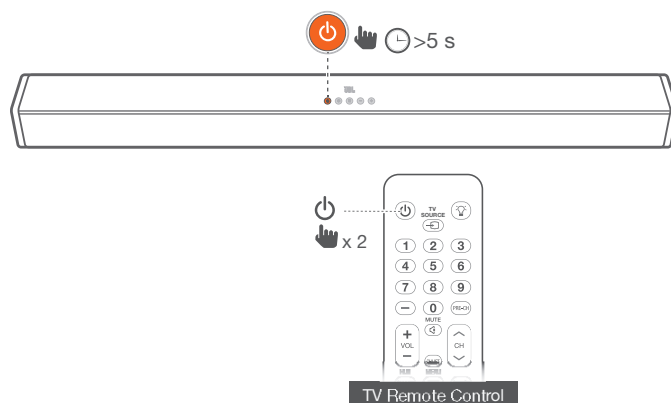 >5 s
x 2
TV
SOURCE
1 2 3
4 5 6
7 8 9
− 0 PRE-CH
MUTE
+
VOL CH
−
TV Remote Control